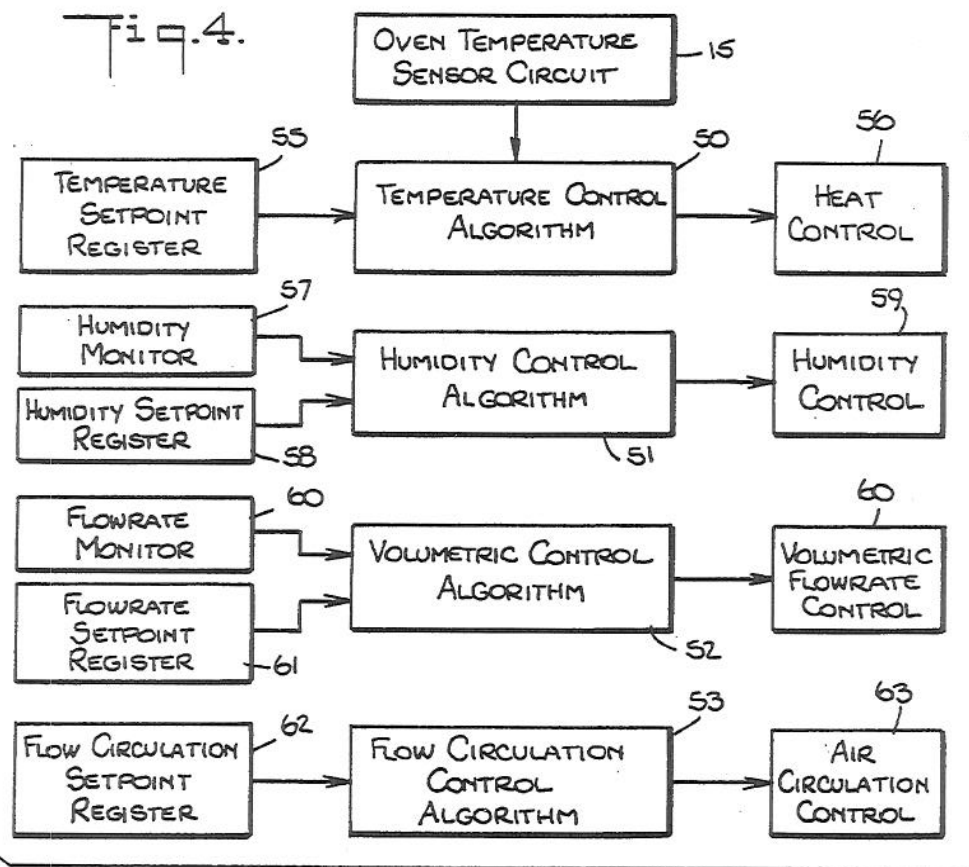 Fig.4.
OVEN TEMPERATURE
SENSOR CIRCUIT
15
55
TEMPERATURE
SETPOINT
REGISTER
50
TEMPERATURE CONTROL
ALGORITHM
56
HEAT
CONTROL
57
HUMIDITY
MONITOR
HUMIDITY SETPOINT
REGISTER
58
HUMIDITY CONTROL
ALGORITHM
51
59
HUMIDITY
CONTROL
60
FLOWRATE
MONITOR
FLOWRATE
SETPOINT
REGISTER
61
VOLUMETRIC CONTROL
ALGORITHM
52
60
VOLUMETRIC
FLOWRATE
CONTROL
62
FLOW CIRCULATION
SETPOINT
REGISTER
53
FLOW CIRCULATION
CONTROL
ALGORITHM
63
AIR
CIRCULATION
CONTROL